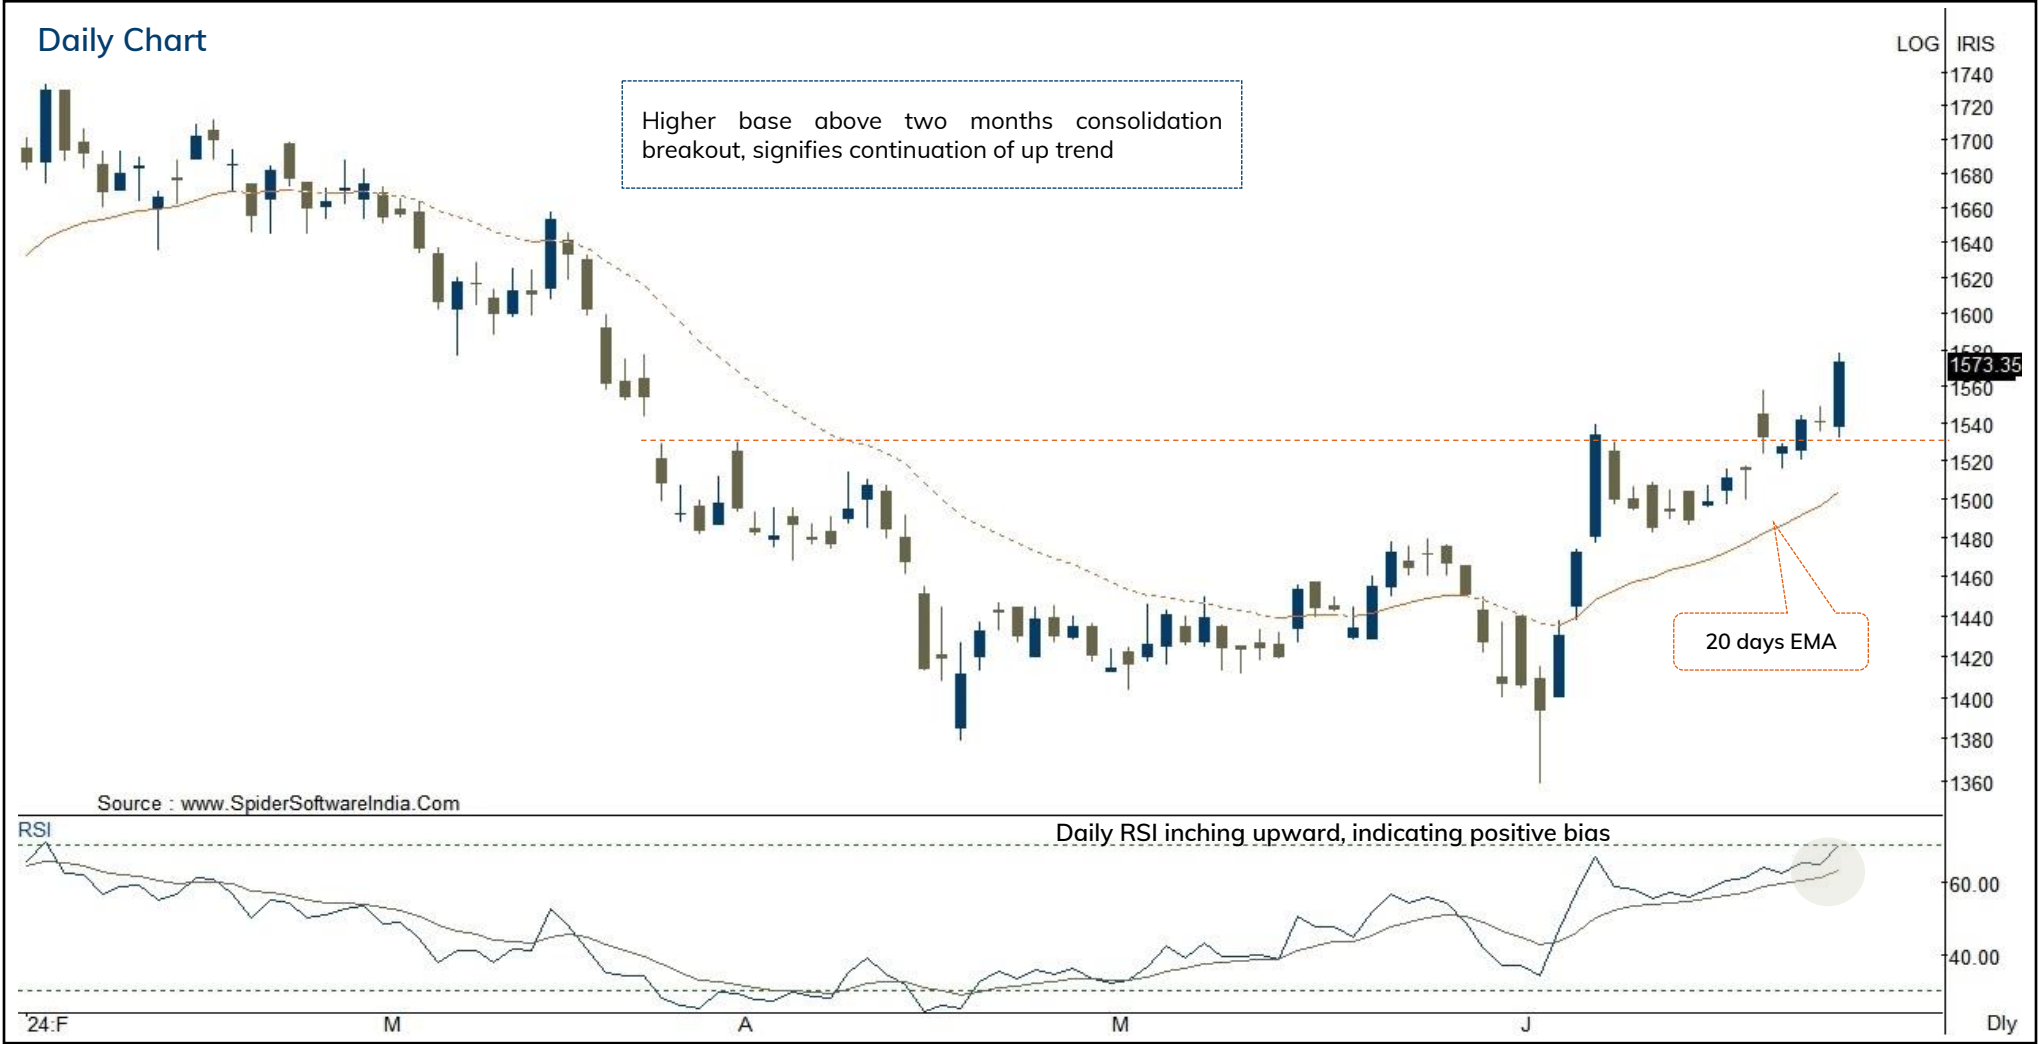 Daily Chart
LOG
IRIS
Higher base above two months consolidation
breakout, signifies continuation of up trend
1740
1720
1700
1680
1660
1640
1620
1600
1580
1573.35
1560
1540
1520
1500
1480
1460
1440
1420
1400
1380
1360
20 days EMA
Source : www.SpiderSoftwareIndia.Com
RSI
Daily RSI inching upward, indicating positive bias
60.00
40.00
'24:F
M
A
M
J
Dly